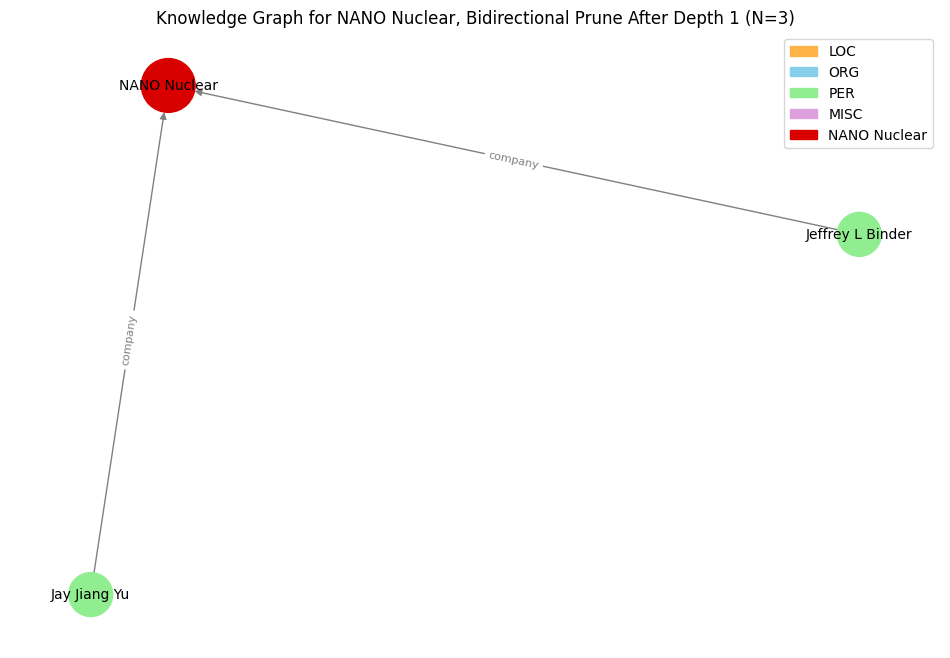 Knowledge Graph for NANO Nuclear, Bidirectional Prune After Depth 1 (N=3)
LOC
ORG
PER
MISC
NANO Nuclear
NANO Nuclear
company
Jeffrey L Binder
company
Jay Jiang Yu